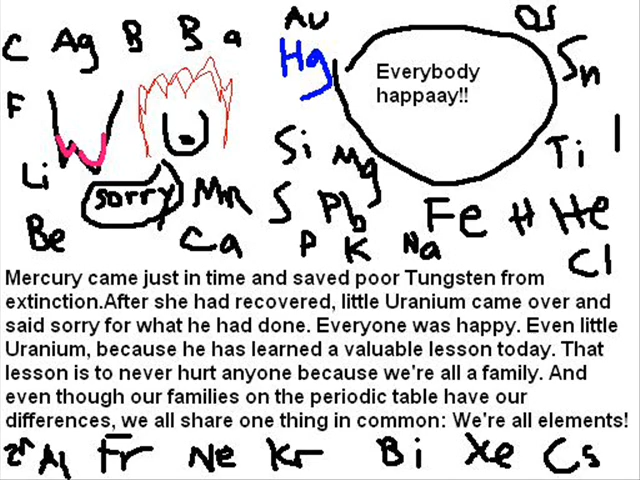 Au
Os
C Ag B B a
Hg
Everybody
happaay!!
Sn
F
W
U
Si Mg
Ti I
Li
sorry
Mn
S Pb Fe H He
Be
Ca
P K Na
Cl
Mercury came just in time and saved poor Tungsten from
extinction.After she had recovered, little Uranium came over and
said sorry for what he had done. Everyone was happy. Even little
Uranium, because he has learned a valuable lesson today. That
lesson is to never hurt anyone because we're all a family. And
even though our families on the periodic table have our
differences, we all share one thing in common: We're all elements!
Zr Al Fr Ne Kr Bi Xe Cs